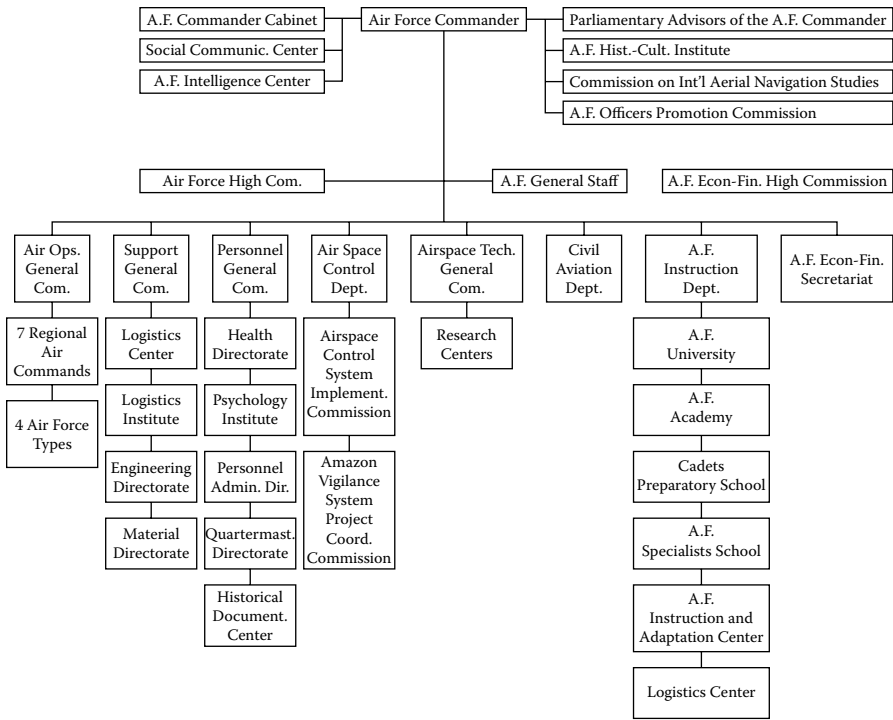 A.F. Commander Cabinet
Air Force Commander
Parliamentary Advisors of the A.F. Commander
Social Communic. Center
A.F. Hist.-Cult. Institute
A.F. Intelligence Center
Commission on Int'l Aerial Navigation Studies
A.F. Officers Promotion Commission
Air Force High Com.
A.F. General Staff
A.F. Econ-Fin. High Commission
Air Ops.
General
Com.
Support
General
Com.
Personnel
General
Com.
Air Space
Control
Dept.
Airspace Tech.
General
Com.
Civil
Aviation
Dept.
A.F.
Instruction
Dept.
A.F. Econ-Fin.
Secretariat
7 Regional
Air
Commands
4 Air Force
Types
Logistics
Center
Logistics
Institute
Engineering
Directorate
Material
Directorate
Health
Directorate
Psychology
Institute
Personnel
Admin. Dir.
Quartermast.
Directorate
Historical
Document.
Center
Airspace
Control
System
Implement.
Commission
Amazon
Vigilance
System
Project
Coord.
Commission
Research
Centers
A.F.
University
A.F.
Academy
Cadets
Preparatory School
A.F.
Specialists School
A.F.
Instruction and
Adaptation Center
Logistics Center